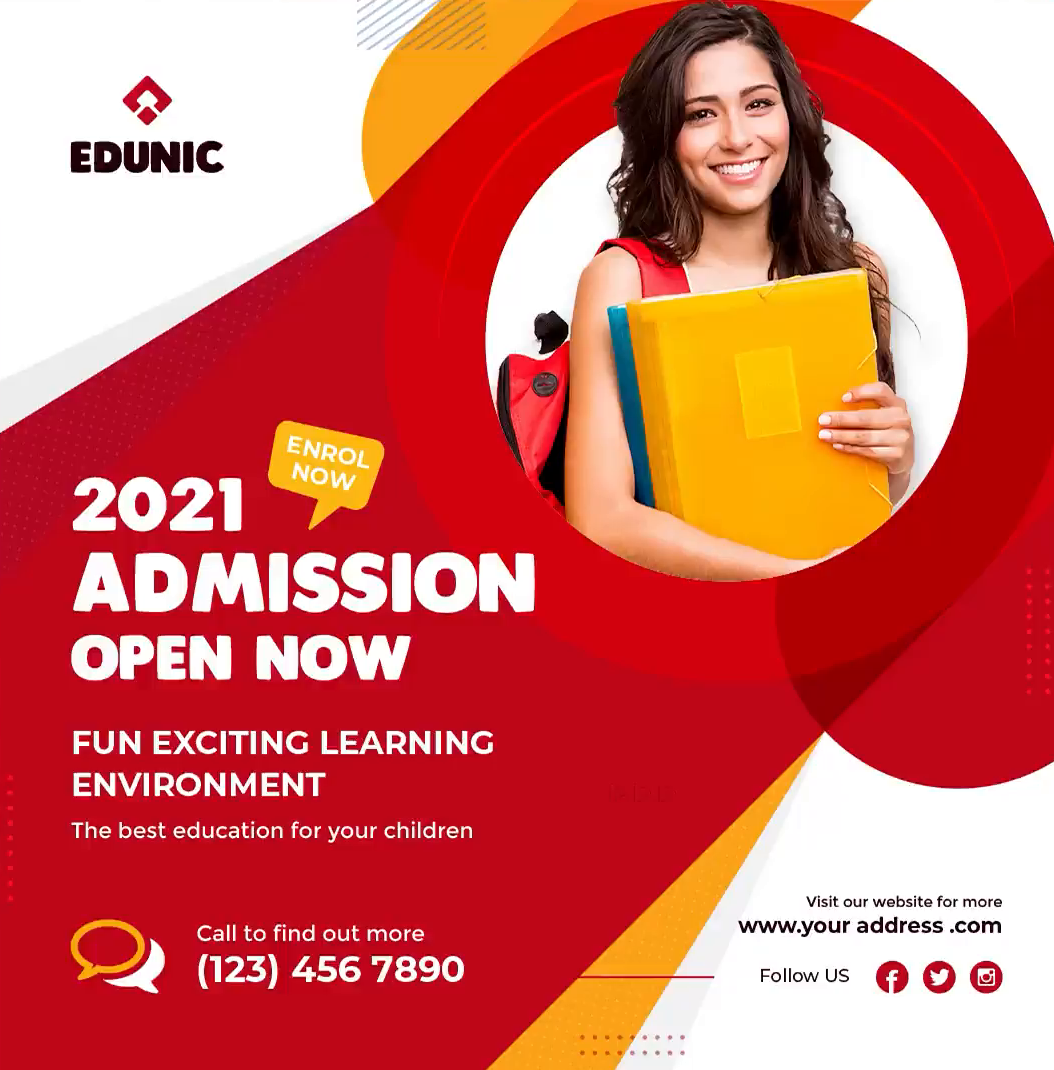 EDUNIC
ENROL
NOW
2021
ADMISSION
OPEN NOW
FUN EXCITING LEARNING
ENVIRONMENT
The best education for your children
Call to find out more
(123) 456 7890
Visit our website for more
www.your address .com
Follow US